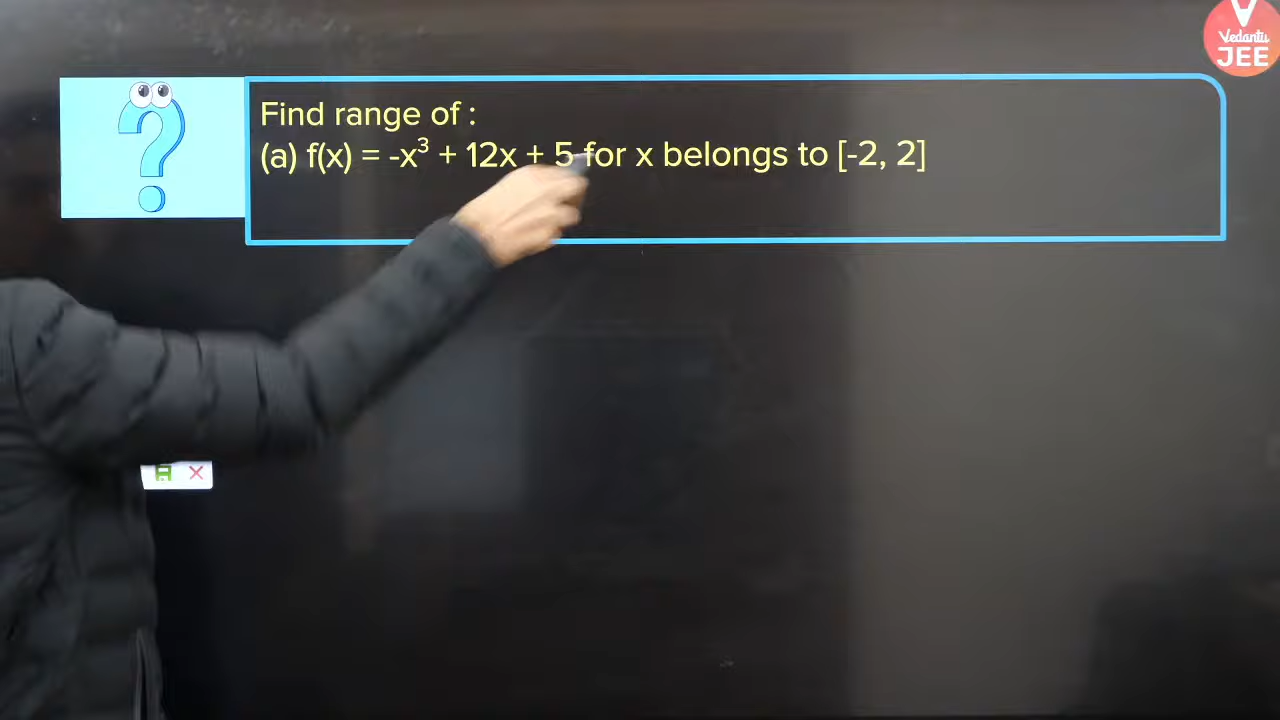 Vedantu
JEE
Find range of :
(a) f(x) = -x³ + 12x + 5 for x belongs to [-2, 2]